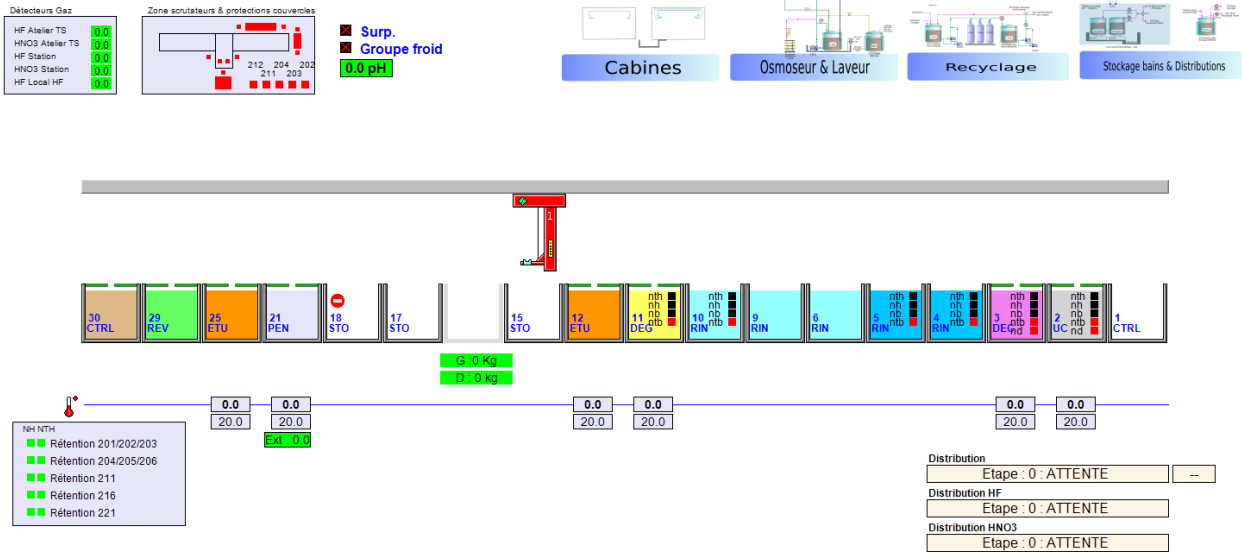 Détecteurs Gaz
HF Atelier TS 0.0
HNO3 Atelier TS 0.0
HF Station 0.0
HNO3 Station 0.0
HF Local HF 0.0
Zone scrutateurs & protections couvercles
212 204 202
211 203
Surp.
Groupe froid
0.0 pH
Cabines
Osmoseur & Laveur
Recyclage
Stockage bains & Distributions
1
30 CTRL
29 REV
25 ETU
21 PEN
18 STO
17 STO
15 STO
12 ETU
11 DEG nth nh nb ntb
10 RIN nth nh nb ntb
9 RIN
6 RIN
5 RIN nth nh nb ntb
4 RIN nth nh nb ntb
3 DEG nth nh nb ntb nd
2 UC nth nh nb ntb nd
1 CTRL
G :0 Kg
D : 0 kg
0.0 0.0 0.0 0.0 0.0 0.0
20.0 20.0 20.0 20.0 20.0 20.0
Ext : 0.0
NH NTH
Rétention 201/202/203
Rétention 204/205/206
Rétention 211
Rétention 216
Rétention 221
Distribution
Etape : 0 : ATTENTE --
Distribution HF
Etape : 0 : ATTENTE
Distribution HNO3
Etape : 0 : ATTENTE